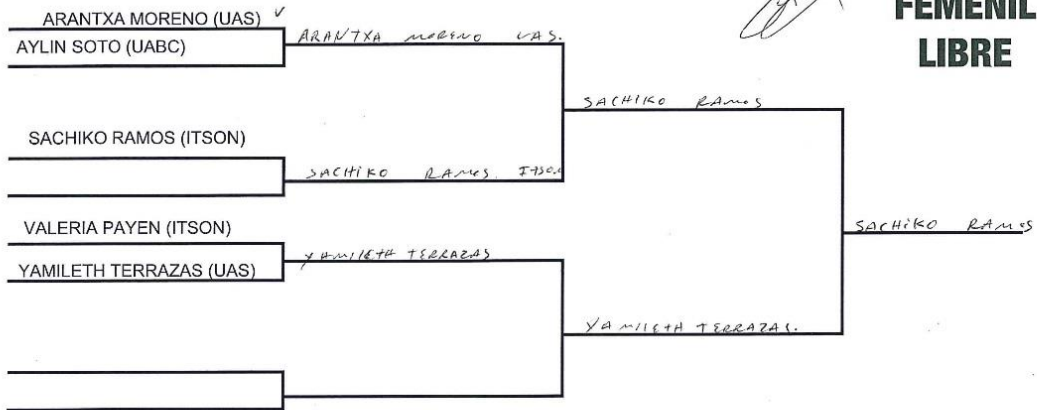 FEMENIL
LIBRE
ARANTXA MORENO (UAS) ✓
AYLIN SOTO (UABC)
ARANTXA MORENO UAS.
SACHIKO RAMOS
SACHIKO RAMOS (ITSON)
SACHIKO RAMOS.
VALERIA PAYEN (ITSON)
SACHIKO RAMOS
YAMILETH TERRAZAS (UAS)
YAMILETH TERRAZAS
YAMILETH TERRAZAS.